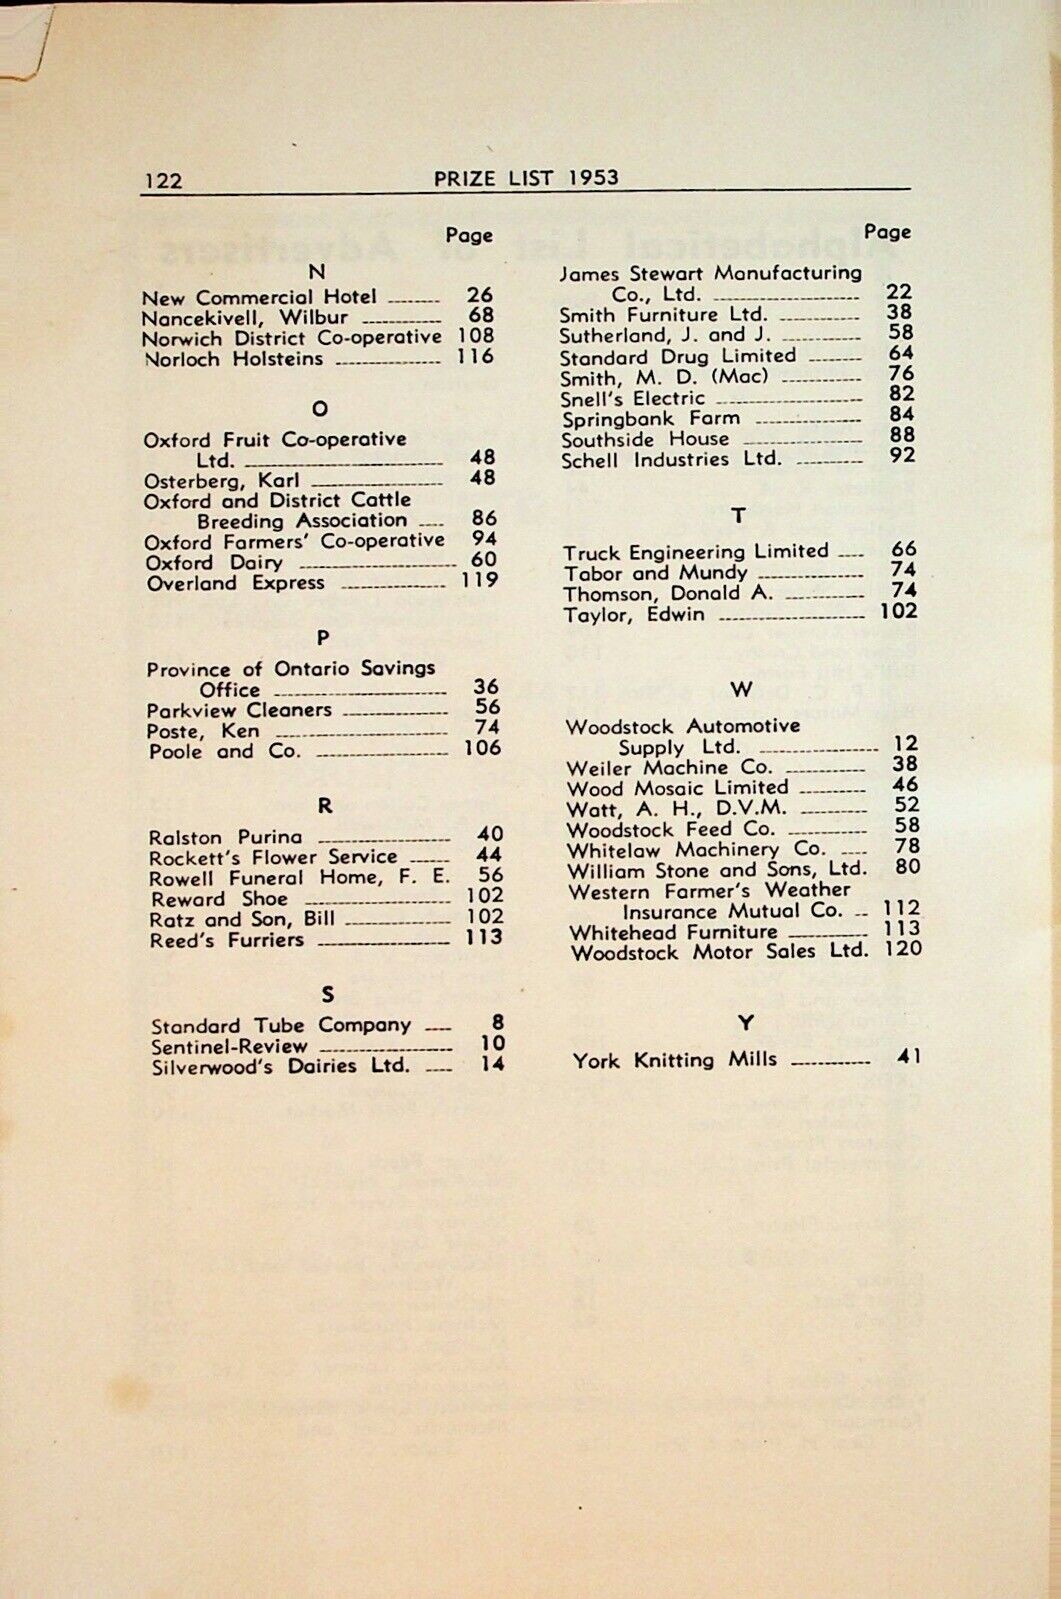 122
PRIZE LIST 1953
Page
N
New Commercial Hotel 26
Nancekivell, Wilbur 68
Norwich District Co-operative 108
Norloch Holsteins 116
O
Oxford Fruit Co-operative
Ltd. 48
Osterberg, Karl 48
Oxford and District Cattle
Breeding Association 86
Oxford Farmers' Co-operative 94
Oxford Dairy 60
Overland Express 119
P
Province of Ontario Savings
Office 36
Parkview Cleaners 56
Poste, Ken 74
Poole and Co. 106
R
Ralston Purina 40
Rockett's Flower Service 44
Rowell Funeral Home, F. E. 56
Reward Shoe 102
Ratz and Son, Bill 102
Reed's Furriers 113
S
Standard Tube Company 8
Sentinel-Review 10
Silverwood's Dairies Ltd. 14
Page
James Stewart Manufacturing
Co., Ltd. 22
Smith Furniture Ltd. 38
Sutherland, J. and J. 58
Standard Drug Limited 64
Smith, M. D. (Mac) 76
Snell's Electric 82
Springbank Farm 84
Southside House 88
Schell Industries Ltd. 92
T
Truck Engineering Limited 66
Tabor and Mundy 74
Thomson, Donald A. 74
Taylor, Edwin 102
W
Woodstock Automotive
Supply Ltd. 12
Weiler Machine Co. 38
Wood Mosaic Limited 46
Watt, A. H., D.V.M. 52
Woodstock Feed Co. 58
Whitelaw Machinery Co. 78
William Stone and Sons, Ltd. 80
Western Farmer's Weather
Insurance Mutual Co. 112
Whitehead Furniture 113
Woodstock Motor Sales Ltd. 120
Y
York Knitting Mills 41